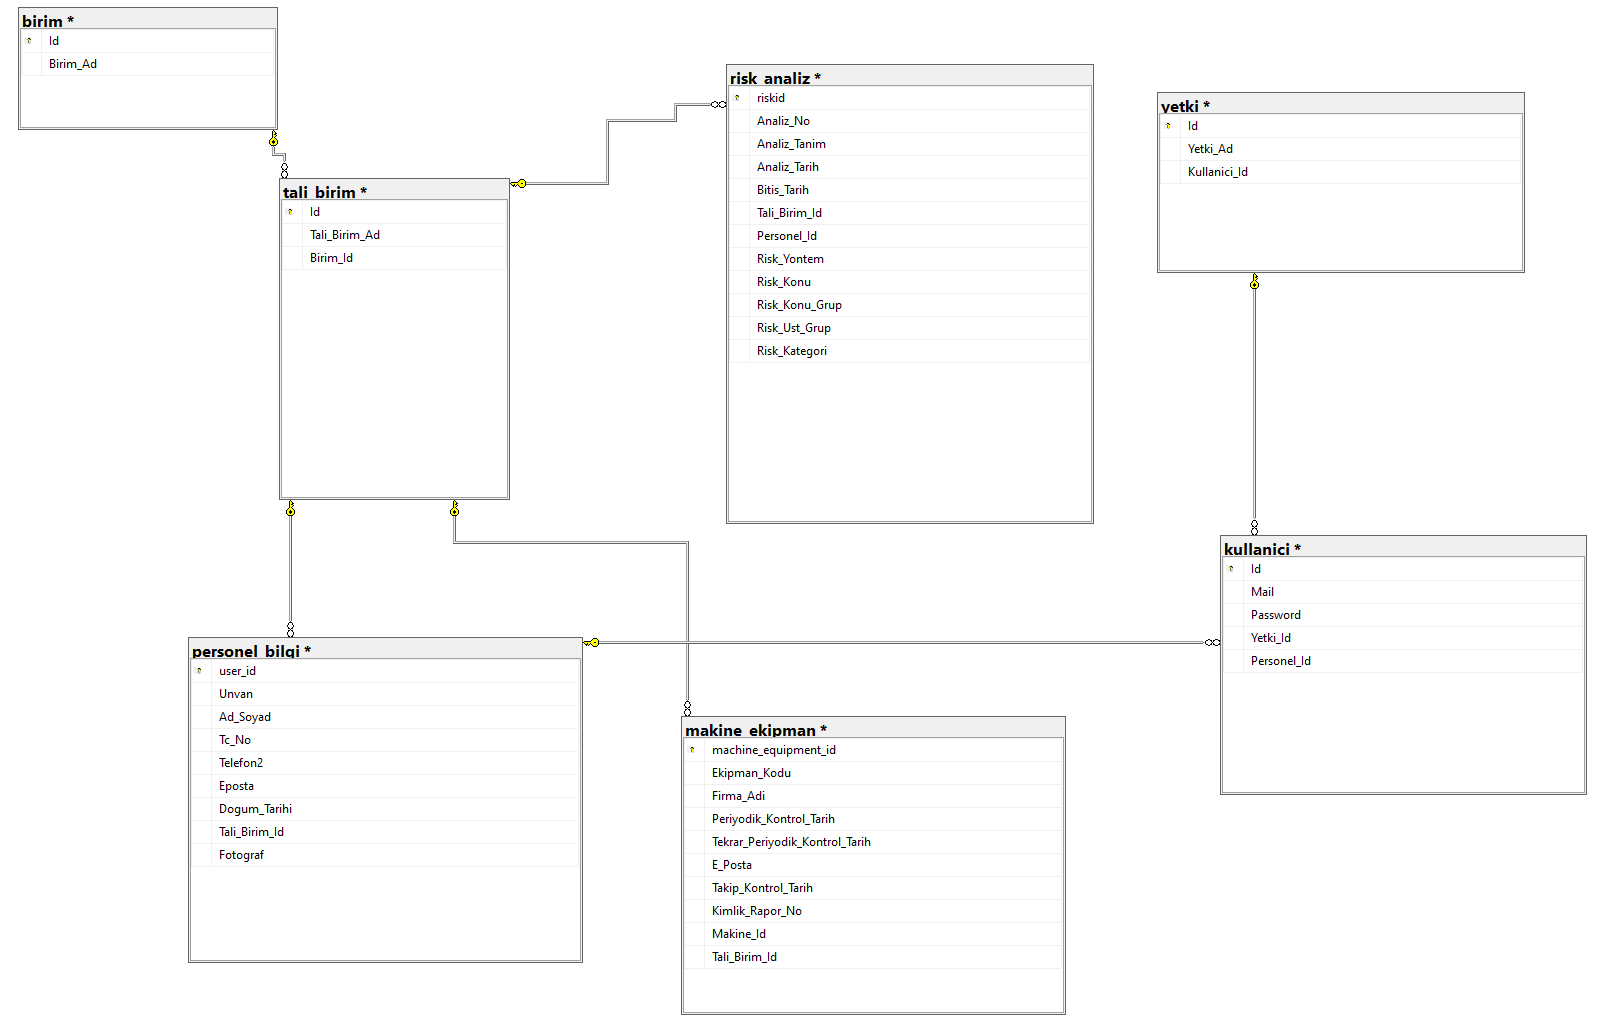 birim *
Id
Birim_Ad
tali_birim *
Id
Tali_Birim_Ad
Birim_Id
risk_analiz *
riskid
Analiz_No
Analiz_Tanim
Analiz_Tarih
Bitis_Tarih
Tali_Birim_Id
Personel_Id
Risk_Yontem
Risk_Konu
Risk_Konu_Grup
Risk_Ust_Grup
Risk_Kategori
yetki *
Id
Yetki_Ad
Kullanici_Id
kullanici *
Id
Mail
Password
Yetki_Id
Personel_Id
personel_bilgi *
user_id
Unvan
Ad_Soyad
Tc_No
Telefon2
Eposta
Dogum_Tarihi
Tali_Birim_Id
Fotograf
makine_ekipman *
machine_equipment_id
Ekipman_Kodu
Firma_Adi
Periyodik_Kontrol_Tarih
Tekrar_Periyodik_Kontrol_Tarih
E_Posta
Takip_Kontrol_Tarih
Kimlik_Rapor_No
Makine_Id
Tali_Birim_Id